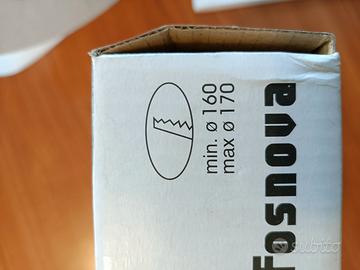 min. ø 160
max ø 170
fosnova
subito